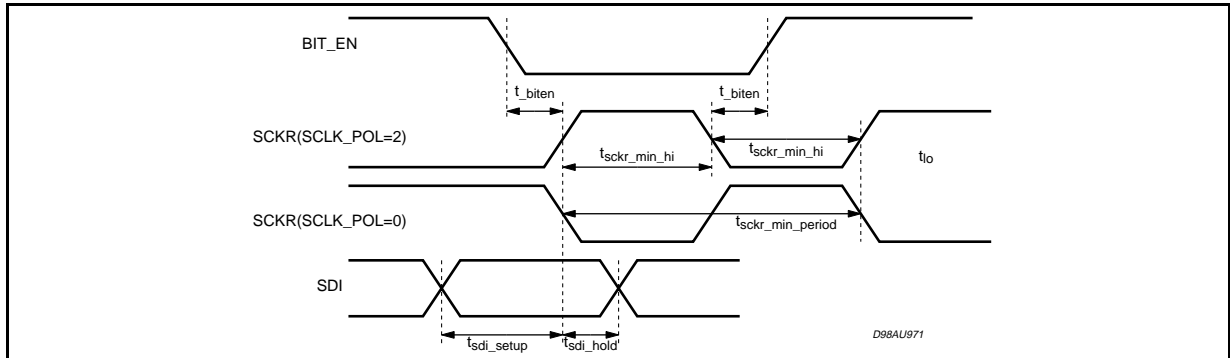 BIT_EN
t_biten t_biten
SCKR(SCLK_POL=2)
tsckr_min_hi tsckr_min_hi tlo
SCKR(SCLK_POL=0)
tsckr_min_period
SDI
tsdi_setup tsdi_hold
D98AU971